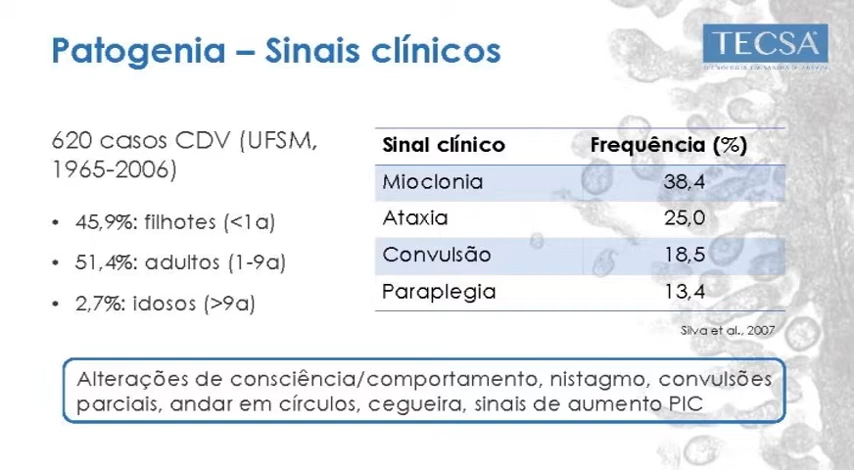 Patogenia – Sinais clínicos
TECSA
620 casos CDV (UFSM,
1965-2006)
• 45,9%: filhotes (<1a)
• 51,4%: adultos (1-9a)
• 2,7%: idosos (>9a)
Sinal clínico Frequência (%)
Mioclonia 38,4
Ataxia 25,0
Convulsão 18,5
Paraplegia 13,4
Silva et al., 2007
Alterações de consciência/comportamento, nistagmo, convulsões
parciais, andar em círculos, cegueira, sinais de aumento PIC